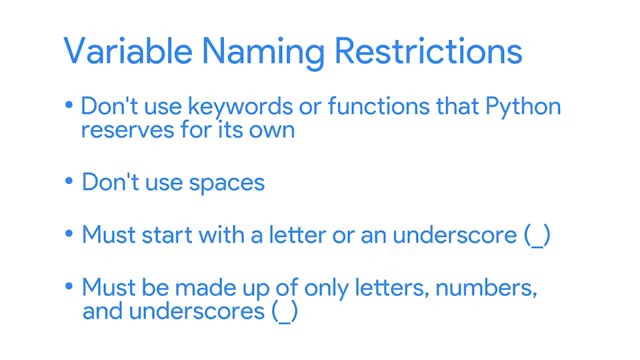 Variable Naming Restrictions
• Don't use keywords or functions that Python
reserves for its own
• Don't use spaces
• Must start with a letter or an underscore (_)
• Must be made up of only letters, numbers,
and underscores (_)